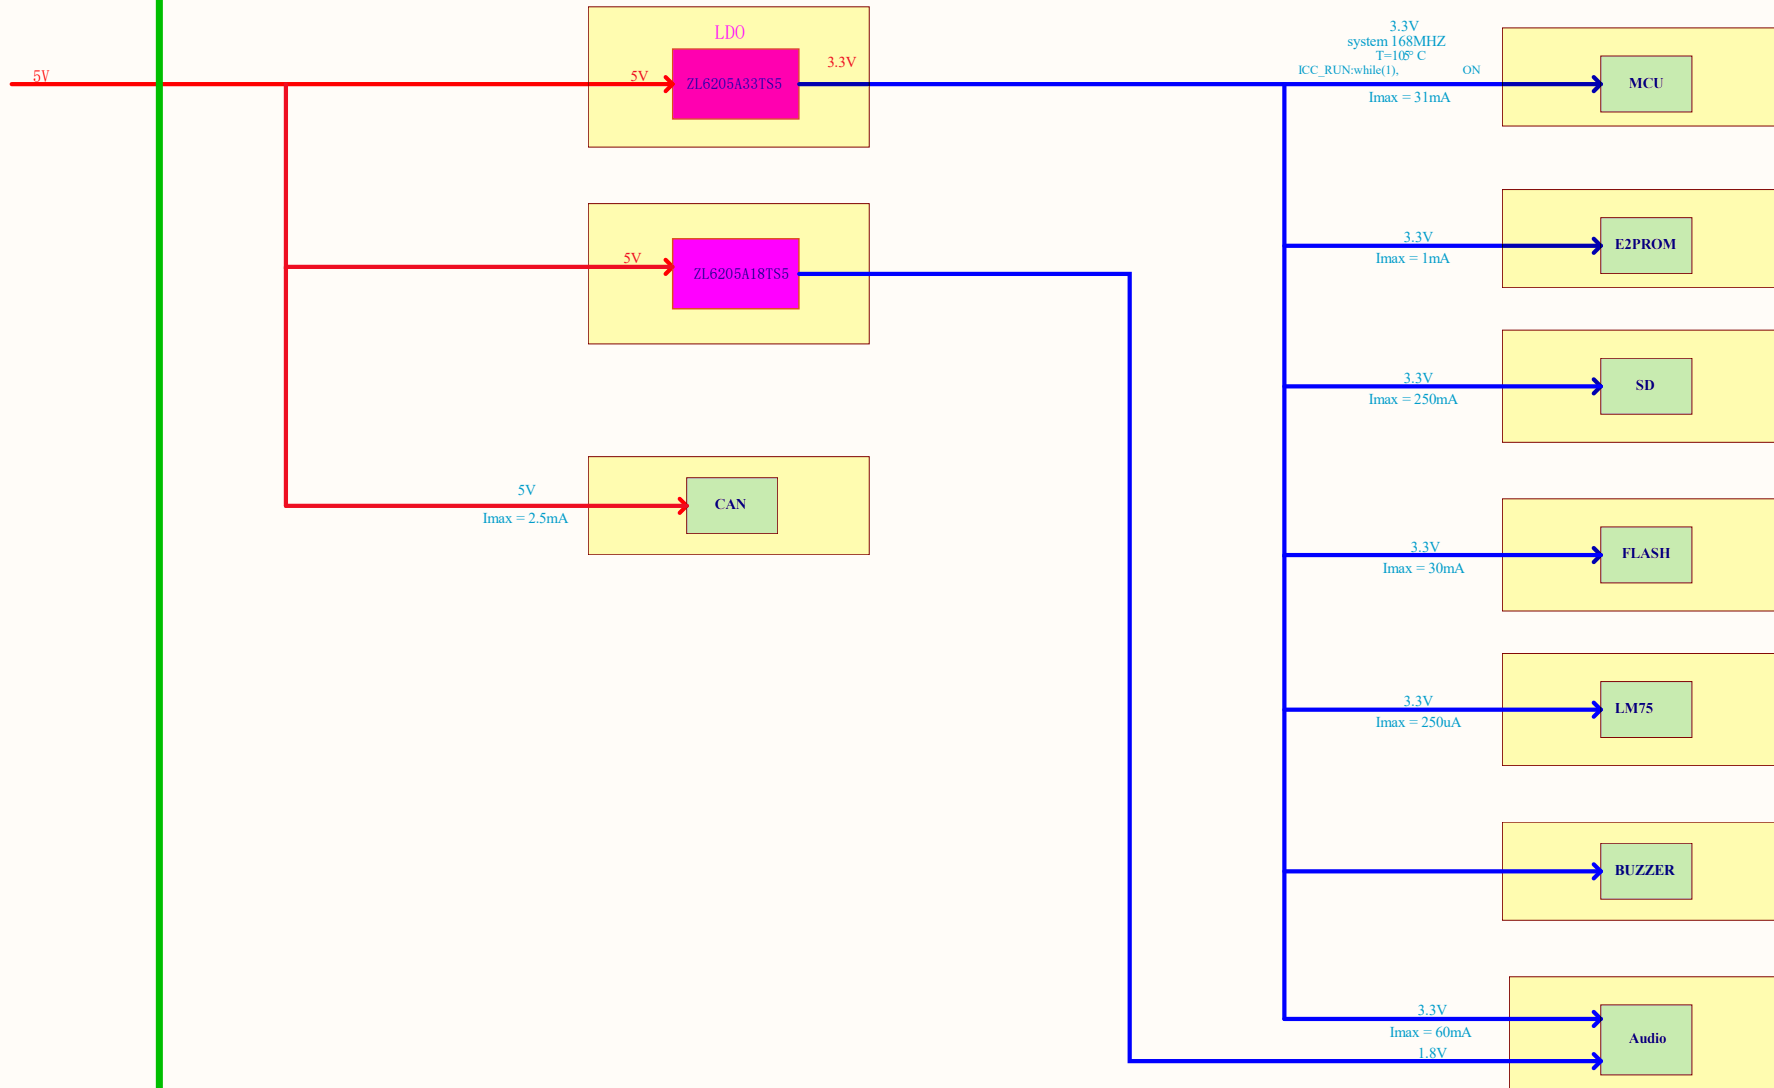 5V
LDO
5V
ZL6205A33TS5
3.3V
3.3V
system 168MHZ
T=105° C
ICC_RUN:while(1), ON
Imax = 31mA
MCU
5V
ZL6205A18TS5
3.3V
Imax = 1mA
E2PROM
3.3V
Imax = 250mA
SD
5V
Imax = 2.5mA
CAN
3.3V
Imax = 30mA
FLASH
3.3V
Imax = 250uA
LM75
BUZZER
3.3V
Imax = 60mA
1.8V
Audio